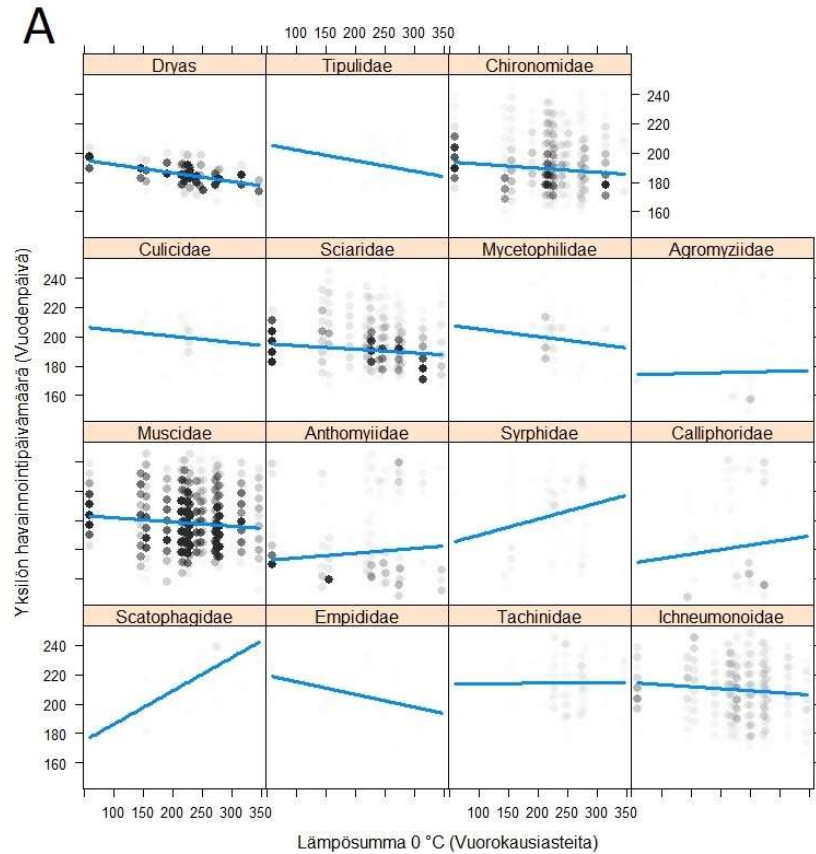 A
100 150 200 250 300 350
Dryas Tipulidae Chironomidae
240
220
200
180
160
Culicidae Sciaridae Mycetophilidae Agromyziidae
240
220
200
180
160
Muscidae Anthomyiidae Syrphidae Calliphoridae
Scatophagidae Empididae Tachinidae Ichneumonoidae
240
220
200
180
160
100 150 200 250 300 350 100 150 200 250 300 350
Yksilön havainnointipäivämäärä (Vuodenpäivä)
Lämpösumma 0 °C (Vuorokausiasteita)